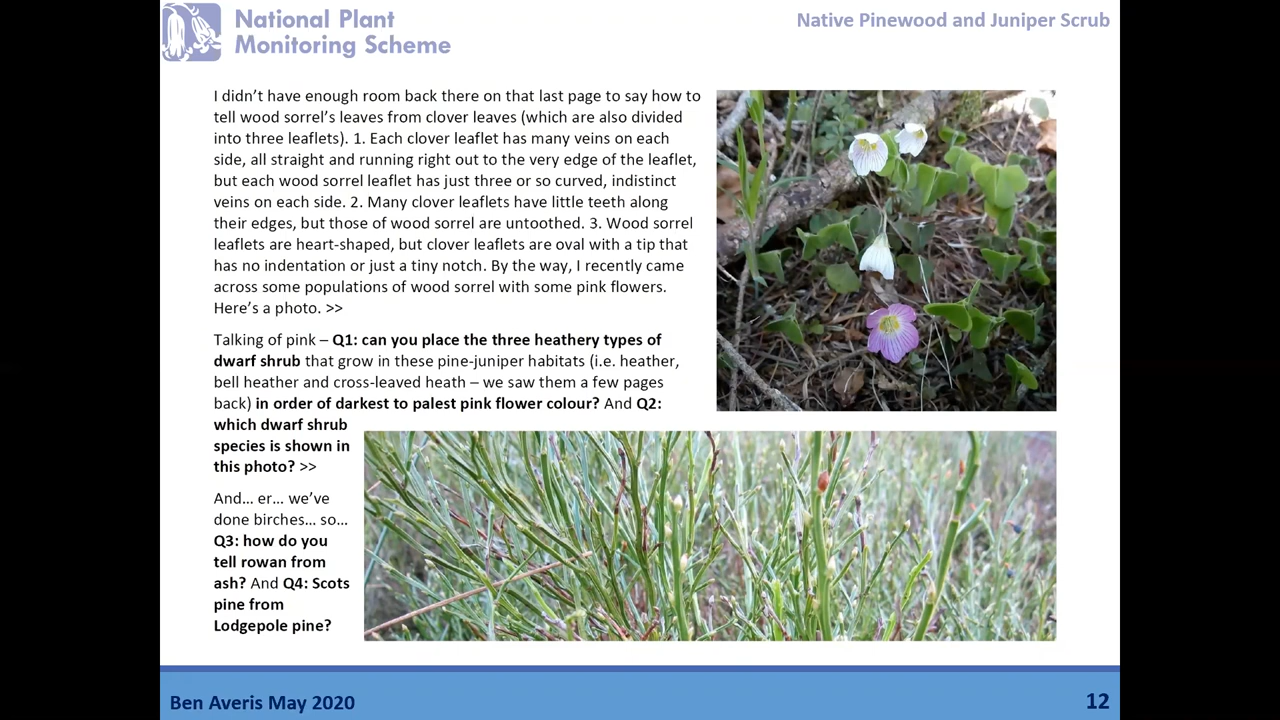 National Plant
Monitoring Scheme
Native Pinewood and Juniper Scrub
I didn’t have enough room back there on that last page to say how to
tell wood sorrel’s leaves from clover leaves (which are also divided
into three leaflets). 1. Each clover leaflet has many veins on each
side, all straight and running right out to the very edge of the leaflet,
but each wood sorrel leaflet has just three or so curved, indistinct
veins on each side. 2. Many clover leaflets have little teeth along
their edges, but those of wood sorrel are untoothed. 3. Wood sorrel
leaflets are heart-shaped, but clover leaflets are oval with a tip that
has no indentation or just a tiny notch. By the way, I recently came
across some populations of wood sorrel with some pink flowers.
Here’s a photo. >>
Talking of pink – Q1: can you place the three heathery types of
dwarf shrub that grow in these pine-juniper habitats (i.e. heather,
bell heather and cross-leaved heath – we saw them a few pages
back) in order of darkest to palest pink flower colour? And Q2:
which dwarf shrub
species is shown in
this photo? >>
And… er… we’ve
done birches… so…
Q3: how do you
tell rowan from
ash? And Q4: Scots
pine from
Lodgepole pine?
Ben Averis May 2020
12